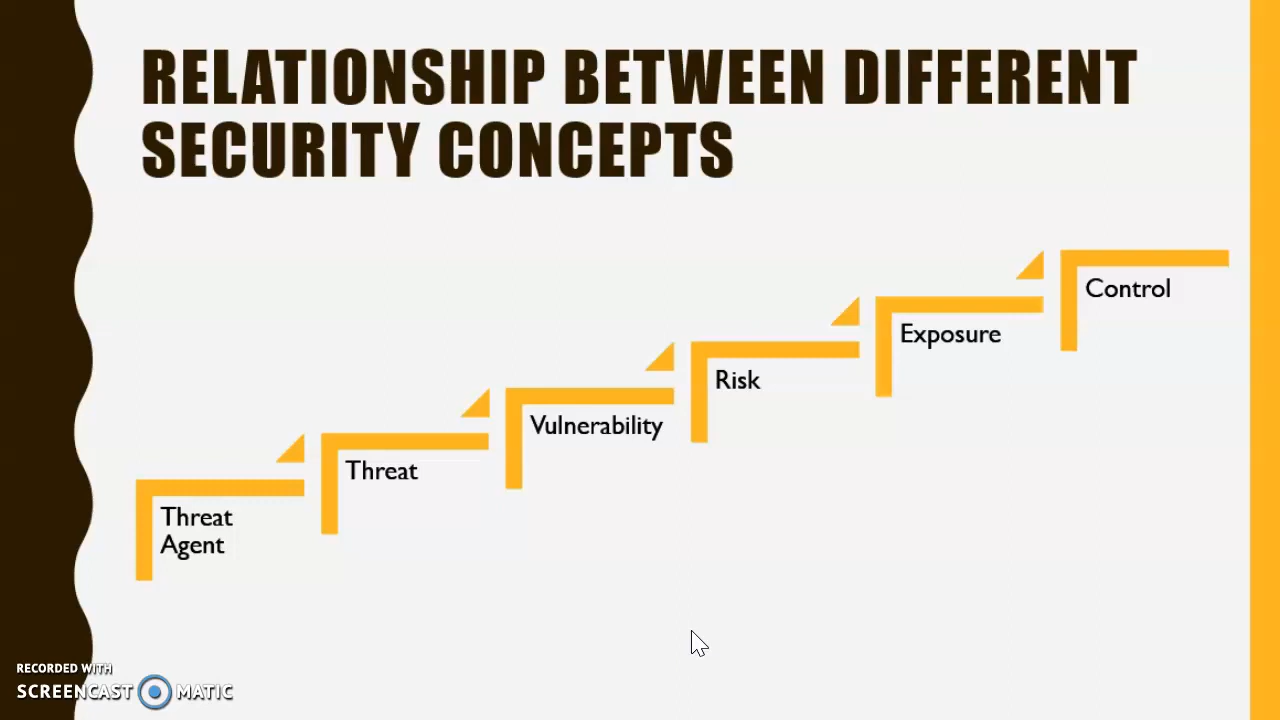 RELATIONSHIP BETWEEN DIFFERENT
SECURITY CONCEPTS
Control
Exposure
Risk
Vulnerability
Threat
Threat
Agent
RECORDED WITH
SCREENCAST MATIC